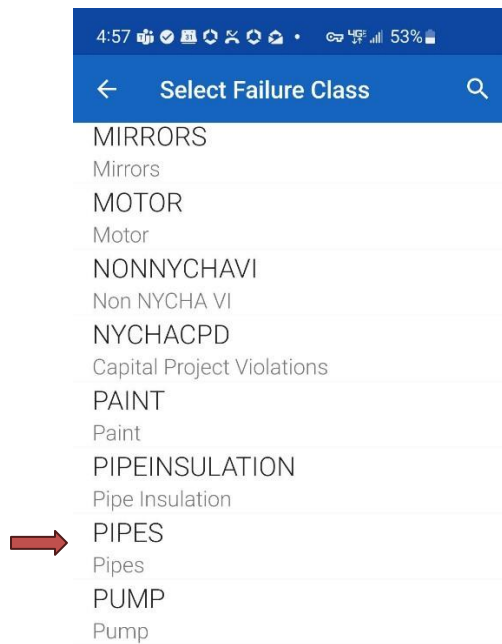 4:57 53%
Select Failure Class
MIRRORS
Mirrors
MOTOR
Motor
NONNYCHAVI
Non NYCHA VI
NYCHACPD
Capital Project Violations
PAINT
Paint
PIPEINSULATION
Pipe Insulation
PIPES
Pipes
PUMP
Pump